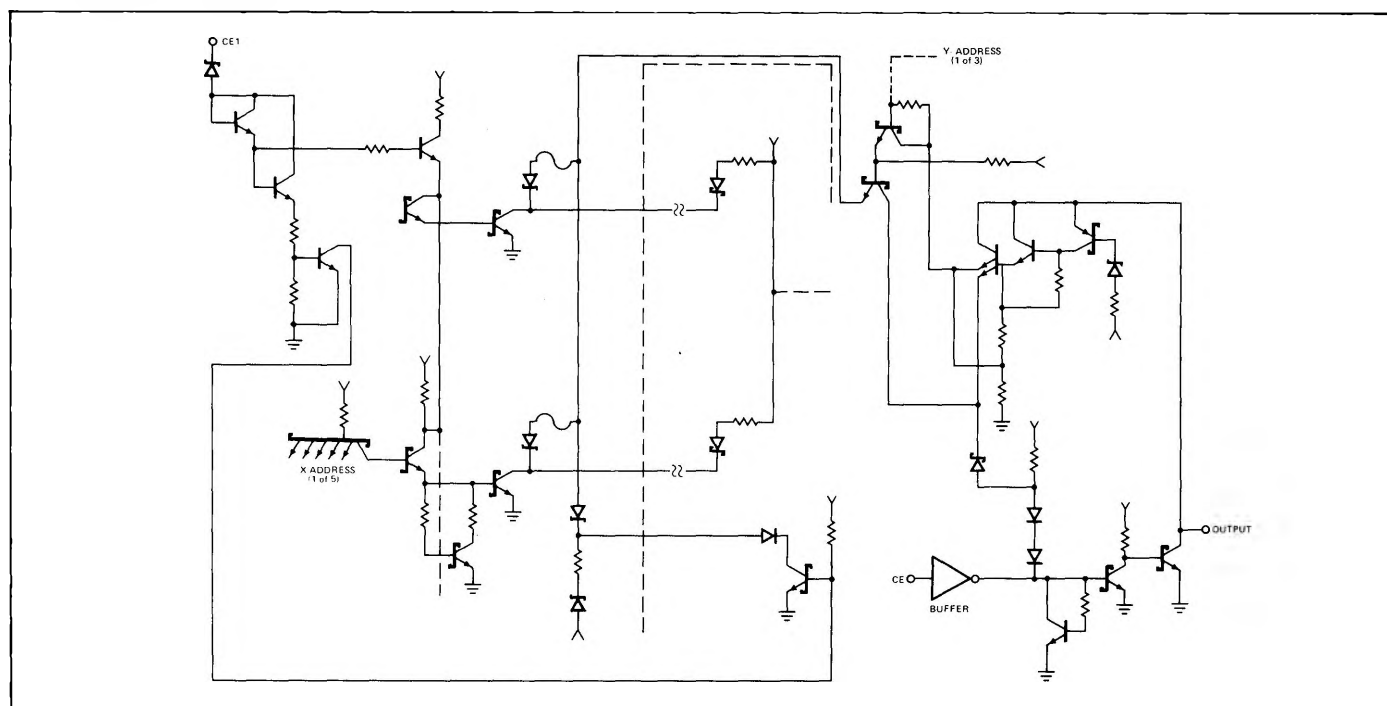 CE1
Y ADDRESS
(1 of 3)
X ADDRESS
(1 of 5)
CE
BUFFER
OUTPUT